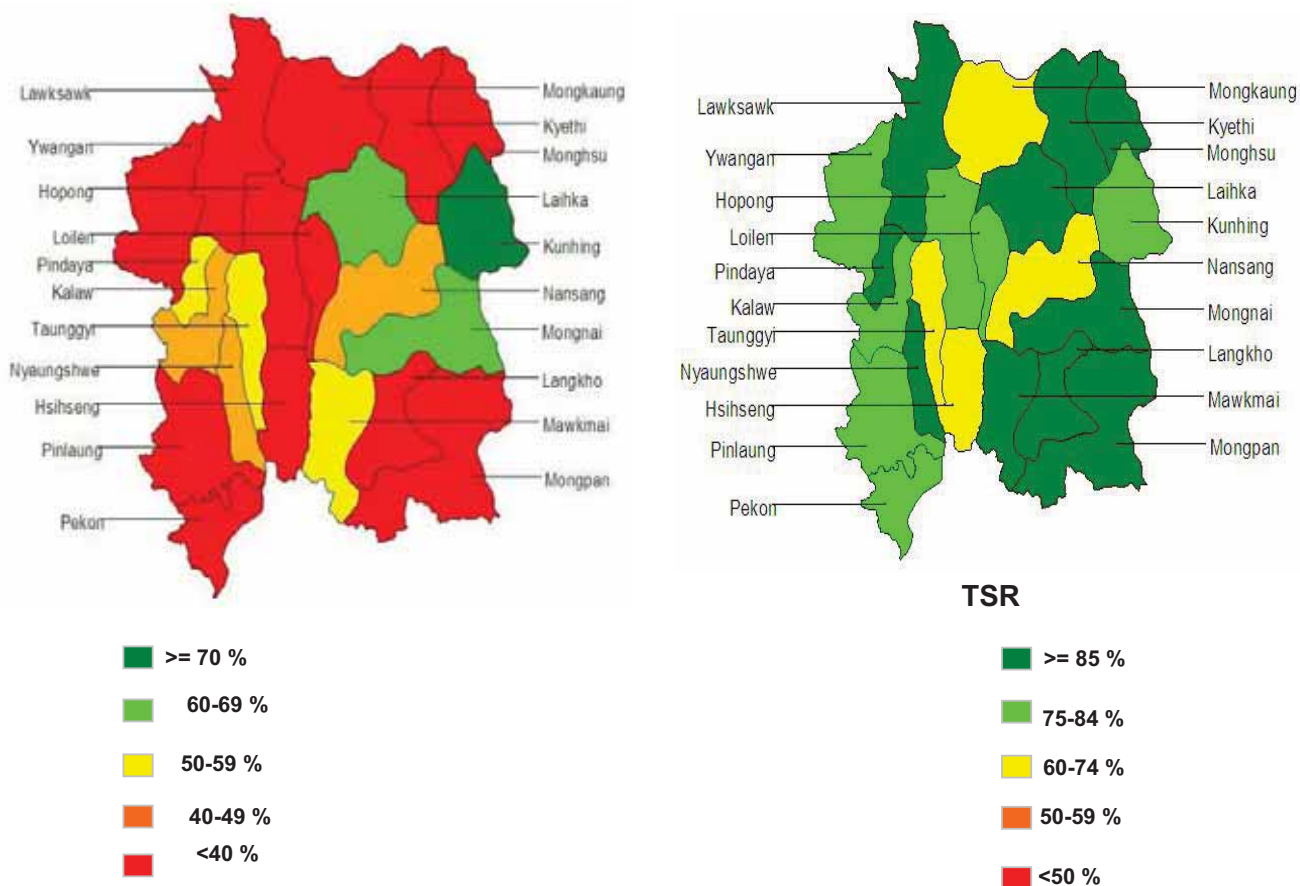 Lawksawk
Ywangan
Hopong
Loilen
Pindaya
Kalaw
Taunggyi
Nyaungshwe
Hsihseng
Pinlaung
Pekon
Mongkaung
Kyethi
Monghsu
Laihka
Kunhing
Nansang
Mongnai
Langkho
Mawkmai
Mongpan
>= 70 %
60-69 %
50-59 %
40-49 %
<40 %
Lawksawk
Ywangan
Hopong
Loilen
Pindaya
Kalaw
Taunggyi
Nyaungshwe
Hsihseng
Pinlaung
Pekon
Mongkaung
Kyethi
Monghsu
Laihka
Kunhing
Nansang
Mongnai
Langkho
Mawkmai
Mongpan
TSR
>= 85 %
75-84 %
60-74 %
50-59 %
<50 %